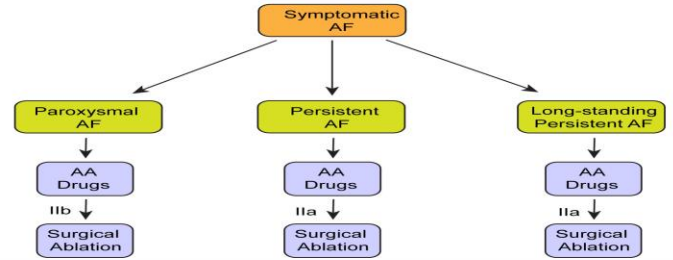 Symptomatic
AF
Paroxysmal
AF
Persistent
AF
Long-standing
Persistent AF
AA
Drugs
AA
Drugs
AA
Drugs
IIb
IIa
IIa
Surgical
Ablation
Surgical
Ablation
Surgical
Ablation